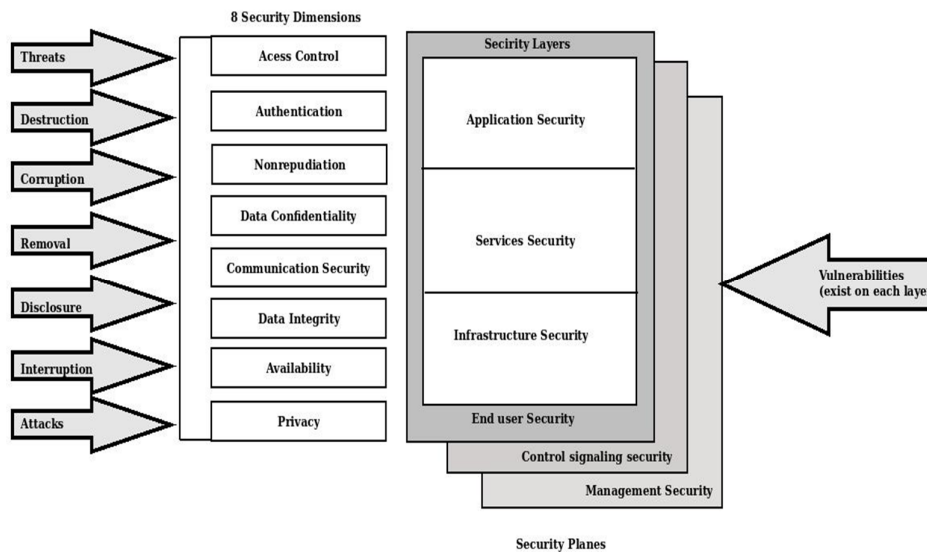 8 Security Dimensions
Threats
Destruction
Corruption
Removal
Disclosure
Interruption
Attacks
Acess Control
Authentication
Nonrepudiation
Data Confidentiality
Communication Security
Data Integrity
Availability
Privacy
Secirity Layers
Application Security
Services Security
Infrastructure Security
End user Security
Control signaling security
Management Security
Vulnerabilities
(exist on each laye
Security Planes